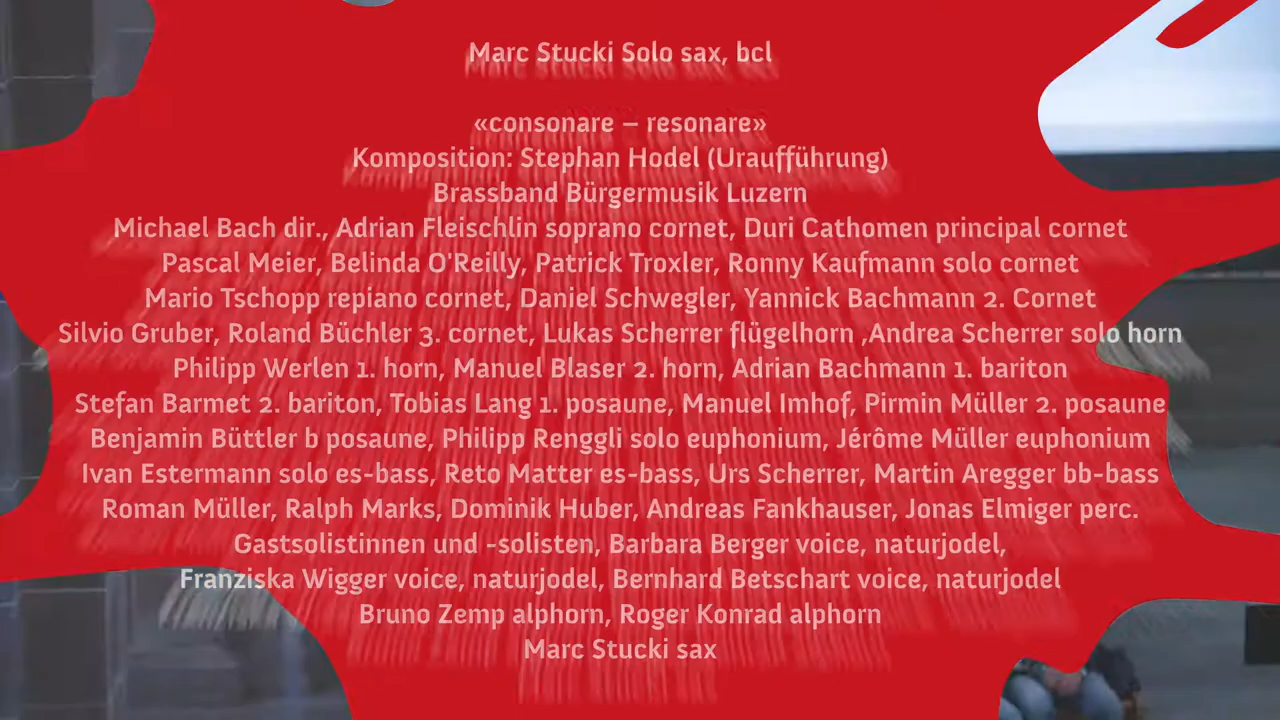 Marc Stucki Solo sax, bcl
«consonare – resonare»
Komposition: Stephan Hodel (Uraufführung)
Brassband Bürgermusik Luzern
Michael Bach dir., Adrian Fleischlin soprano cornet, Duri Cathomen principal cornet
Pascal Meier, Belinda O'Reilly, Patrick Troxler, Ronny Kaufmann solo cornet
Mario Tschopp repiano cornet, Daniel Schwegler, Yannick Bachmann 2. Cornet
Silvio Gruber, Roland Büchler 3. cornet, Lukas Scherrer flügelhorn ,Andrea Scherrer solo horn
Philipp Werlen 1. horn, Manuel Blaser 2. horn, Adrian Bachmann 1. bariton
Stefan Barmet 2. bariton, Tobias Lang 1. posaune, Manuel Imhof, Pirmin Müller 2. posaune
Benjamin Büttler b posaune, Philipp Renggli solo euphonium, Jérôme Müller euphonium
Ivan Estermann solo es-bass, Reto Matter es-bass, Urs Scherrer, Martin Aregger bb-bass
Roman Müller, Ralph Marks, Dominik Huber, Andreas Fankhauser, Jonas Elmiger perc.
Gastsolistinnen und -solisten, Barbara Berger voice, naturjodel,
Franziska Wigger voice, naturjodel, Bernhard Betschart voice, naturjodel
Bruno Zemp alphorn, Roger Konrad alphorn
Marc Stucki sax